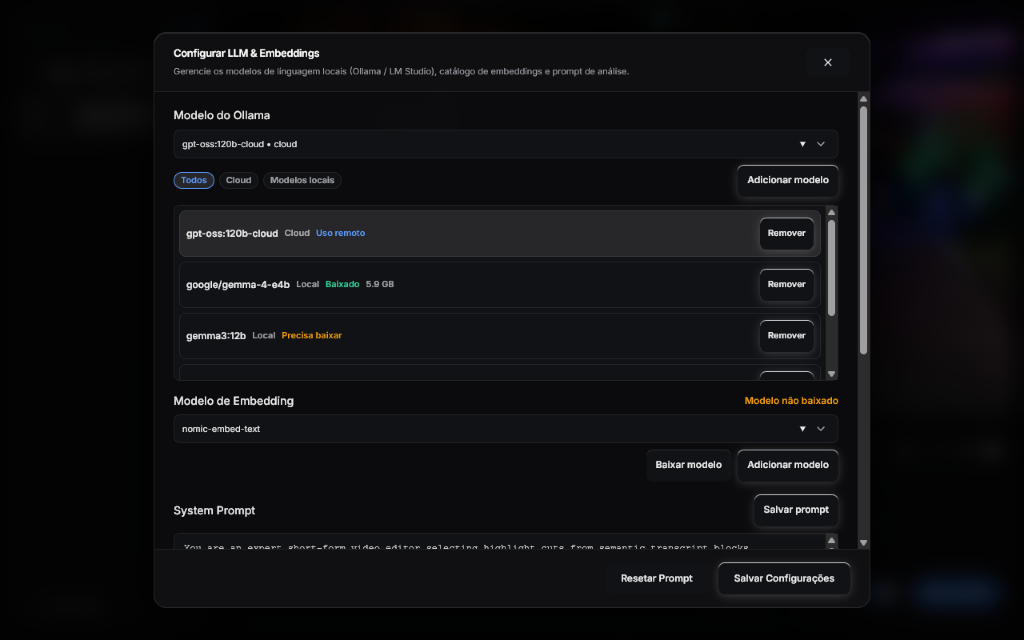 Configurar LLM & Embeddings
Gerencie os modelos de linguagem locais (Ollama / LM Studio), catálogo de embeddings e prompt de análise.
Modelo do Ollama
gpt-oss:120b-cloud • cloud
Todos Cloud Modelos locais Adicionar modelo
gpt-oss:120b-cloud Cloud Uso remoto Remover
google/gemma-4-e4b Local Baixado 5.9 GB Remover
gemma3:12b Local Precisa baixar Remover
Modelo de Embedding Modelo não baixado
nomic-embed-text
Baixar modelo Adicionar modelo
System Prompt Salvar prompt
You are an expert short-form video editor selecting highlight cuts from semantic transcript blocks
Resetar Prompt Salvar Configurações